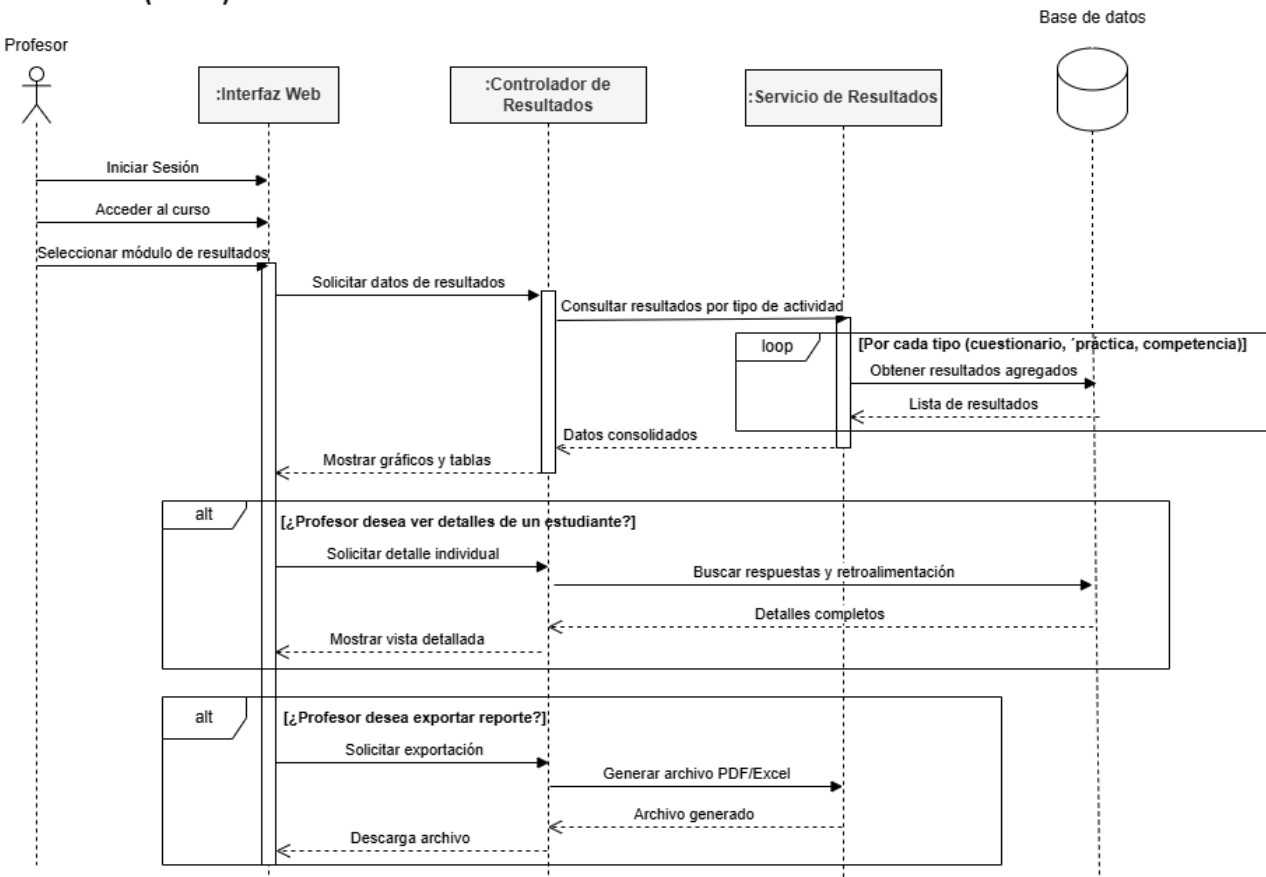 Base de datos
Profesor
:Interfaz Web
:Controlador de
Resultados
:Servicio de Resultados
Iniciar Sesión
Acceder al curso
Seleccionar módulo de resultados
Solicitar datos de resultados
Consultar resultados por tipo de actividad
loop
[Por cada tipo (cuestionario, ´práctica, competencia)]
Obtener resultados agregados
Lista de resultados
Datos consolidados
Mostrar gráficos y tablas
alt
[¿Profesor desea ver detalles de un estudiante?]
Solicitar detalle individual
Buscar respuestas y retroalimentación
Detalles completos
Mostrar vista detallada
alt
[¿Profesor desea exportar reporte?]
Solicitar exportación
Generar archivo PDF/Excel
Archivo generado
Descarga archivo